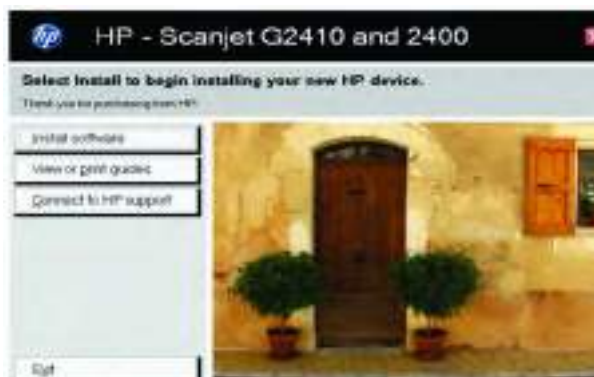 hp HP - Scanjet G2410 and 2400
Select Install to begin installing your new HP device.
Thank you for purchasing from HP!
Install software
View or print guides
Connect to HP support
Exit